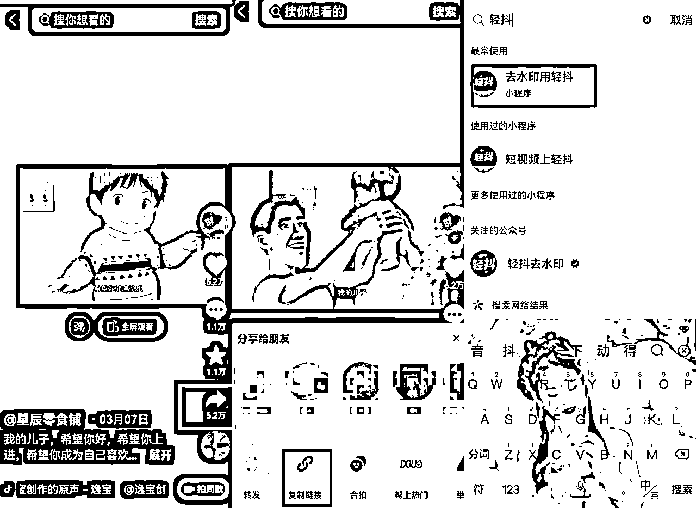 搜你想看的 搜索
全屏观看
5.2万
1.1万
1.1万
5.2万
@星辰零食铺 · 03月07日
我的儿子，希望你好，希望你上
进，希望你成为自己喜欢... 展开
创作的原声 - 逸宝 @逸宝创
拍同款
搜你想看的 搜索
分享给朋友
转发
复制链接
合拍
帮上热门
轻抖 取消
最常使用
去水印用轻抖
小程序
使用过的小程序
短视频上轻抖
更多使用过的小程序
关注的公众号
轻抖去水印
搜索网络结果
音 抖 下 动 得
Q W E R T Y U I O P
A S D F G H J K L
分词 Z X C V B N M
符 123 中 搜索